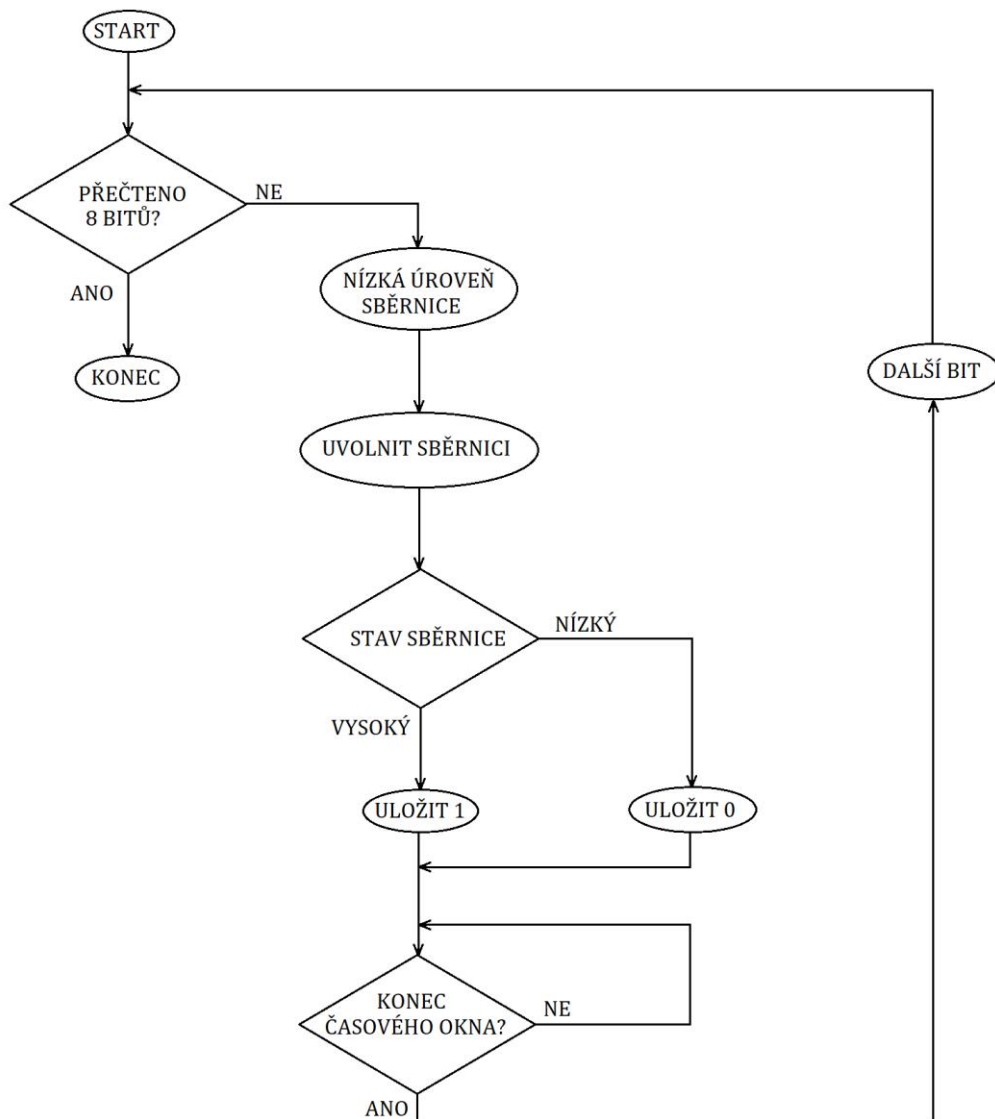 START
PŘEČTENO
8 BITŮ?
NE
ANO
NÍZKÁ ÚROVEŇ
SBĚRNICE
KONEC
DALŠÍ BIT
UVOLNIT SBĚRNICI
STAV SBĚRNICE
NÍZKÝ
VYSOKÝ
ULOŽIT 1
ULOŽIT 0
KONEC
ČASOVÉHO OKNA?
NE
ANO